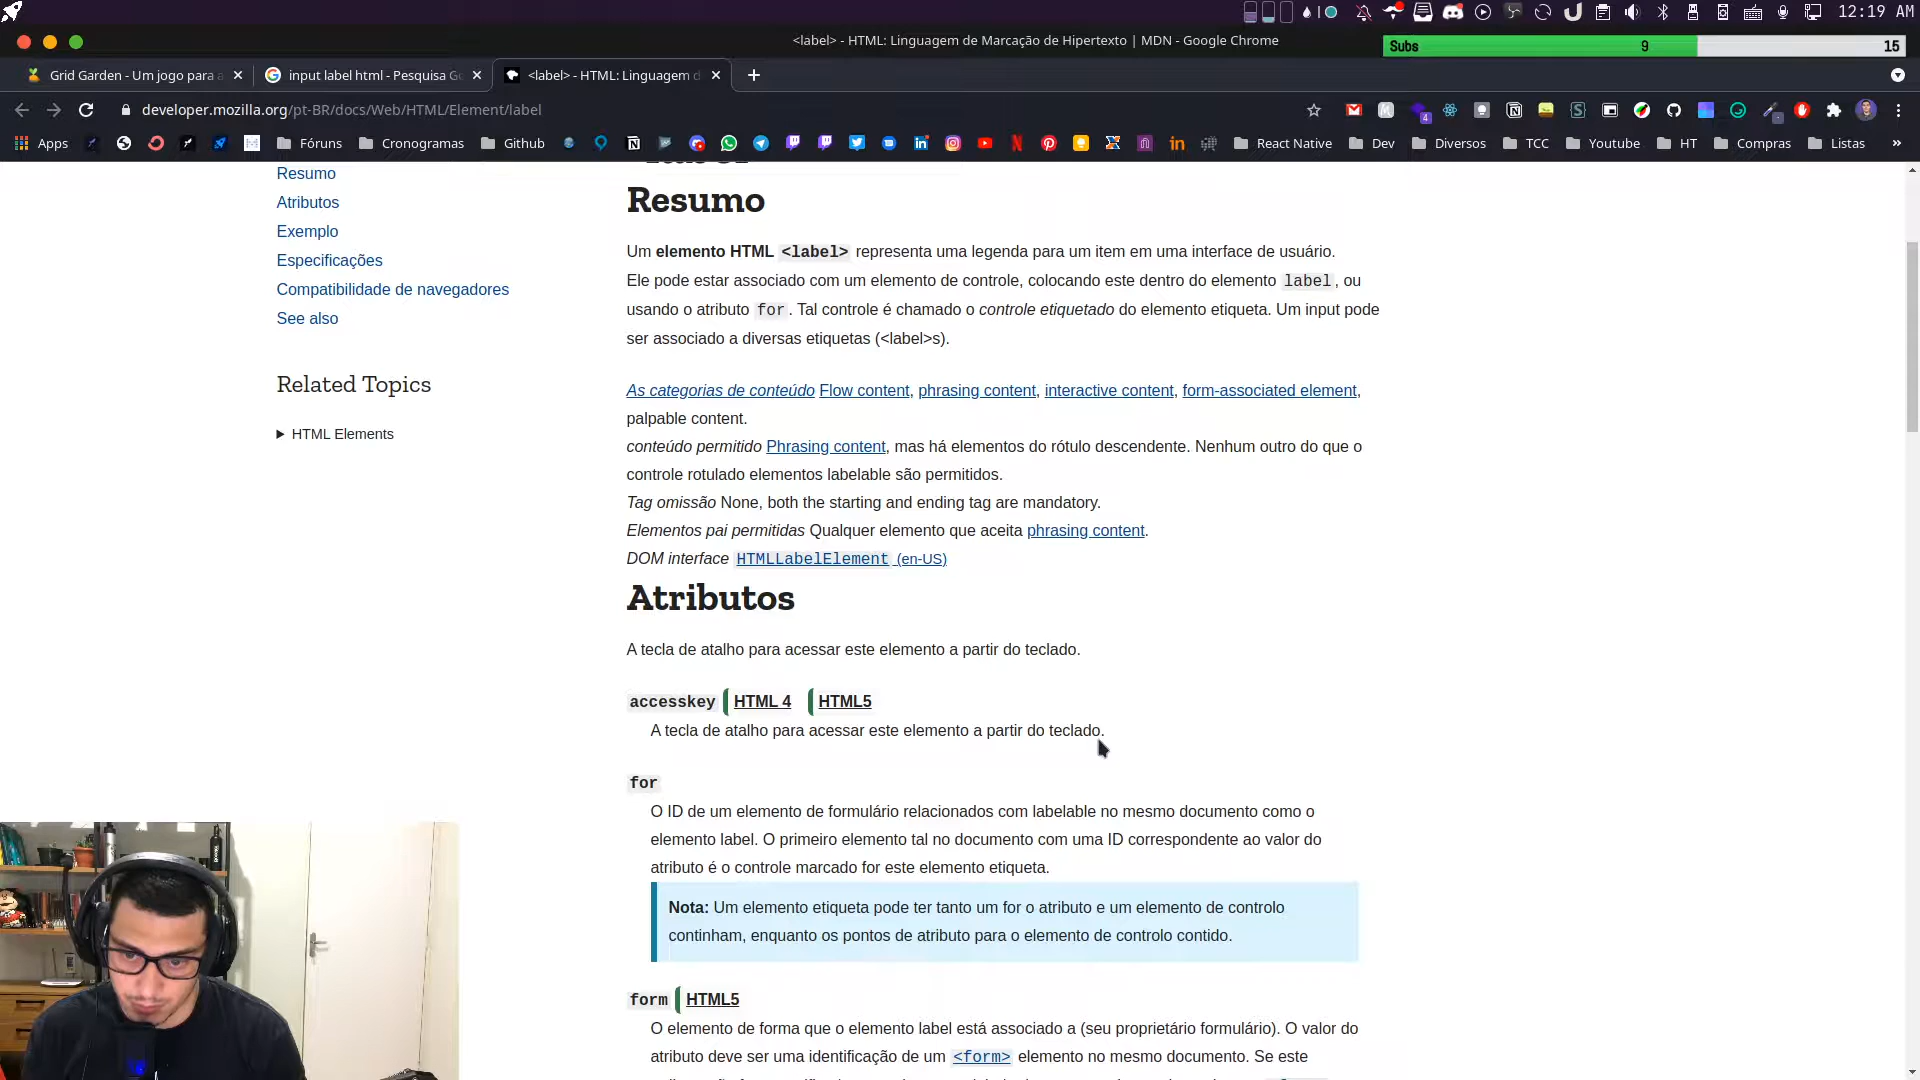 12:19 AM
<label> - HTML: Linguagem de Marcação de Hipertexto | MDN - Google Chrome
Subs 9 15
Grid Garden - Um jogo para a
input label html - Pesquisa Go
<label> - HTML: Linguagem d
developer.mozilla.org/pt-BR/docs/Web/HTML/Element/label
4
Apps Fóruns Cronogramas Github React Native Dev Diversos TCC Youtube HT Compras Listas »
Resumo
Atributos
Exemplo
Especificações
Compatibilidade de navegadores
See also
Related Topics
HTML Elements
Resumo
Um elemento HTML <label> representa uma legenda para um item em uma interface de usuário.
Ele pode estar associado com um elemento de controle, colocando este dentro do elemento label, ou
usando o atributo for. Tal controle é chamado o controle etiquetado do elemento etiqueta. Um input pode
ser associado a diversas etiquetas (<label>s).
As categorias de conteúdo Flow content, phrasing content, interactive content, form-associated element,
palpable content.
conteúdo permitido Phrasing content, mas há elementos do rótulo descendente. Nenhum outro do que o
controle rotulado elementos labelable são permitidos.
Tag omissão None, both the starting and ending tag are mandatory.
Elementos pai permitidas Qualquer elemento que aceita phrasing content.
DOM interface HTMLLabelElement (en-US)
Atributos
A tecla de atalho para acessar este elemento a partir do teclado.
accesskey HTML 4 HTML5
A tecla de atalho para acessar este elemento a partir do teclado.
for
O ID de um elemento de formulário relacionados com labelable no mesmo documento como o
elemento label. O primeiro elemento tal no documento com uma ID correspondente ao valor do
atributo é o controle marcado for este elemento etiqueta.
Nota: Um elemento etiqueta pode ter tanto um for o atributo e um elemento de controlo
continham, enquanto os pontos de atributo para o elemento de controlo contido.
form HTML5
O elemento de forma que o elemento label está associado a (seu proprietário formulário). O valor do
atributo deve ser uma identificação de um <form> elemento no mesmo documento. Se este